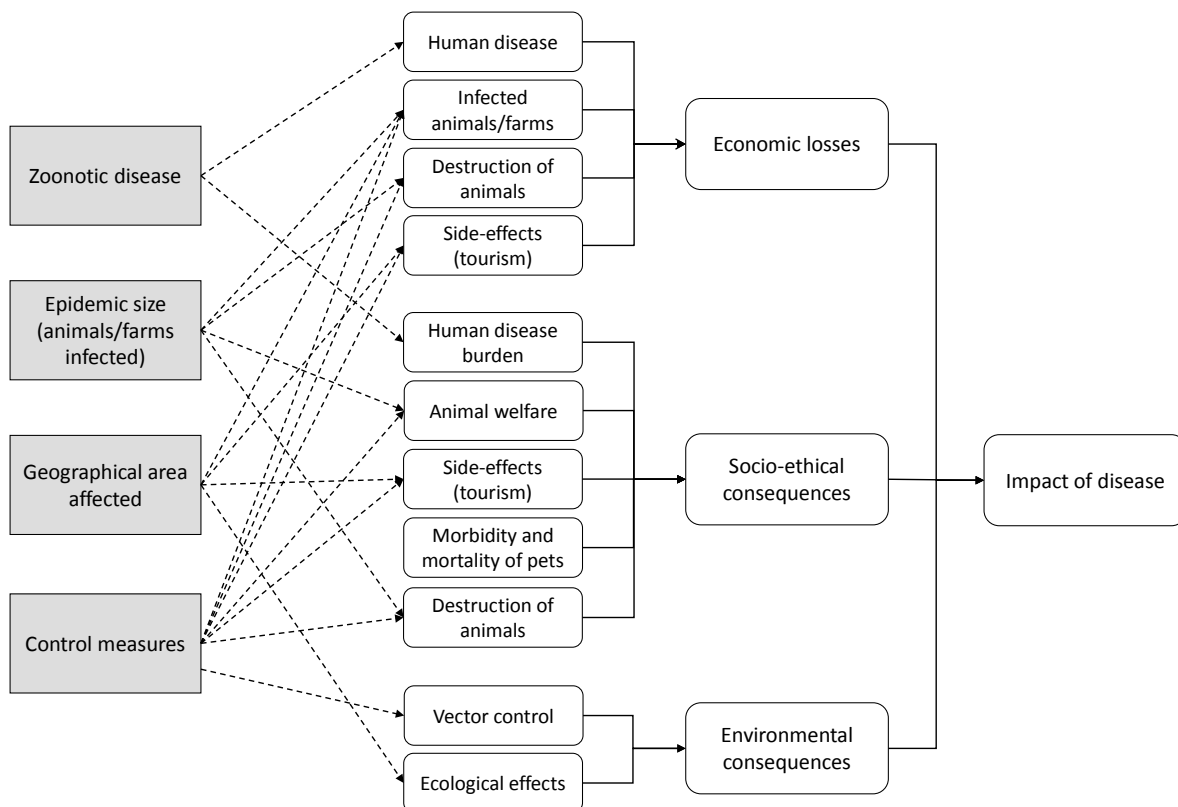 Zoonotic disease
Epidemic size
(animals/farms
infected)
Geographical area
affected
Control measures
Human disease
Infected
animals/farms
Destruction of
animals
Side-effects
(tourism)
Human disease
burden
Animal welfare
Side-effects
(tourism)
Morbidity and
mortality of pets
Destruction of
animals
Vector control
Ecological effects
Economic losses
Socio-ethical
consequences
Environmental
consequences
Impact of disease